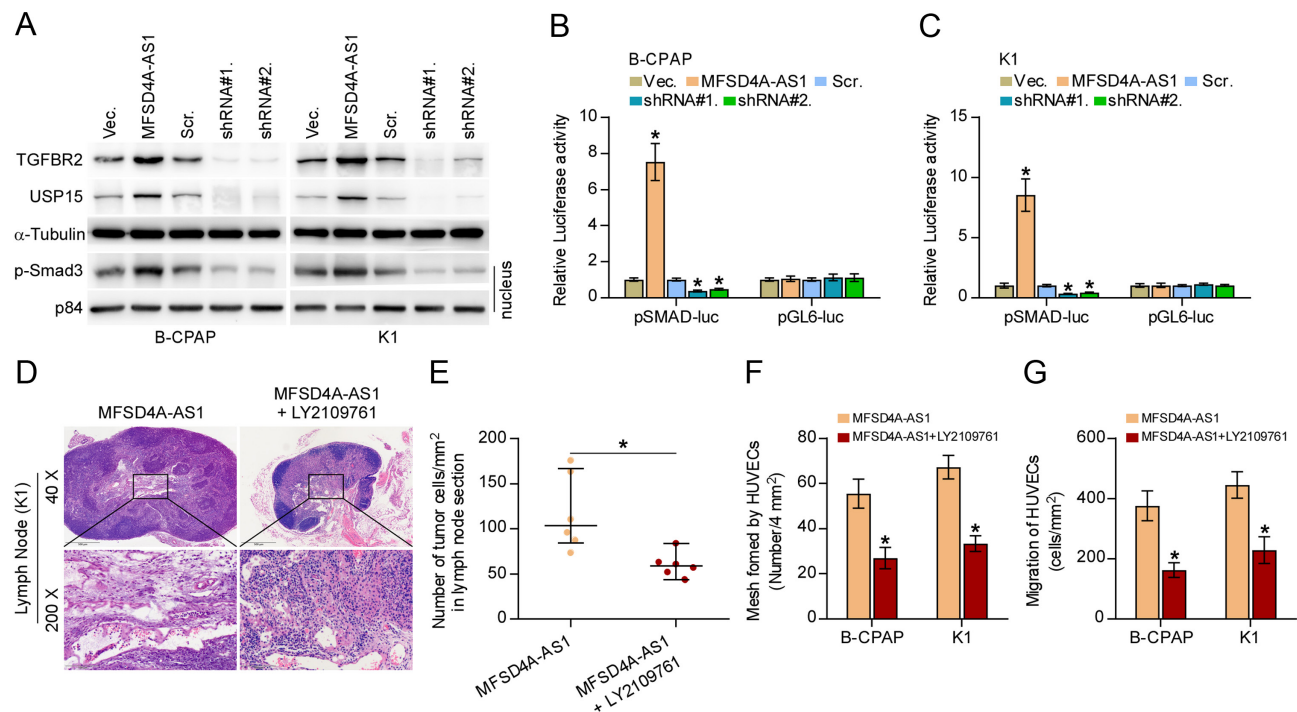 A
Vec.
MFSD4A-AS1
Scr.
shRNA#1.
shRNA#2.
Vec.
MFSD4A-AS1
Scr.
shRNA#1.
shRNA#2.
TGFBR2
USP15
α-Tubulin
p-Smad3
p84
nucleus
B-CPAP
K1
B
B-CPAP
Vec. MFSD4A-AS1 Scr.
shRNA#1. shRNA#2.
Relative Luciferase activity
10
8
6
4
2
0
*
*
*
pSMAD-luc
pGL6-luc
C
K1
Vec. MFSD4A-AS1 Scr.
shRNA#1. shRNA#2.
Relative Luciferase activity
15
10
5
0
*
*
*
pSMAD-luc
pGL6-luc
D
MFSD4A-AS1
MFSD4A-AS1
+ LY2109761
Lymph Node (K1)
40 X
200 X
E
Number of tumor cells/mm²
in lymph node section
200
150
100
50
0
*
MFSD4A-AS1
MFSD4A-AS1
+ LY2109761
F
MFSD4A-AS1
MFSD4A-AS1+LY2109761
Mesh fomed by HUVECs
(Number/4 mm²)
80
60
40
20
0
*
*
B-CPAP
K1
G
MFSD4A-AS1
MFSD4A-AS1+LY2109761
Migration of HUVECs
(cells/mm²)
600
400
200
0
*
*
B-CPAP
K1